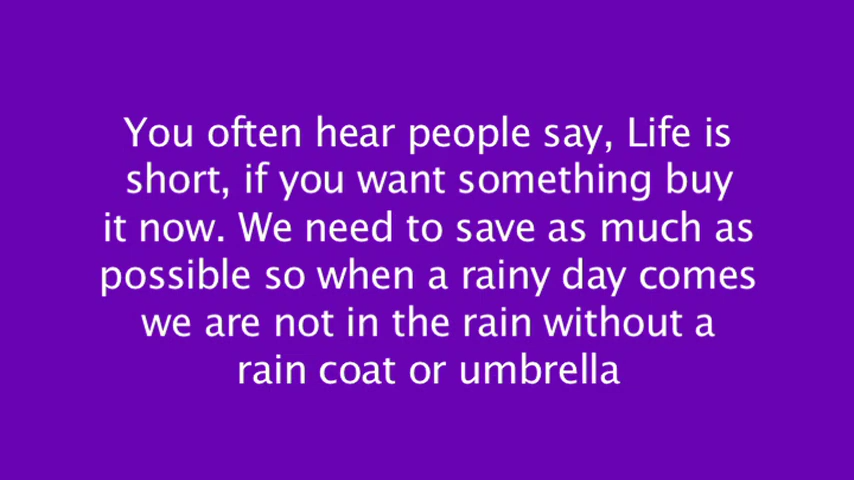 You often hear people say, Life is
short, if you want something buy
it now. We need to save as much as
possible so when a rainy day comes
we are not in the rain without a
rain coat or umbrella